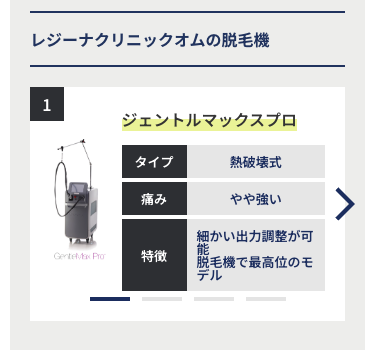 レジーナクリニックオムの脱毛機
1
ジェントルマックスプロ
タイプ
熱破壊式
痛み
やや強い
特徴
細かい出力調整が可
能
脱毛機で最高位のモ
デル
GentleMax Pro